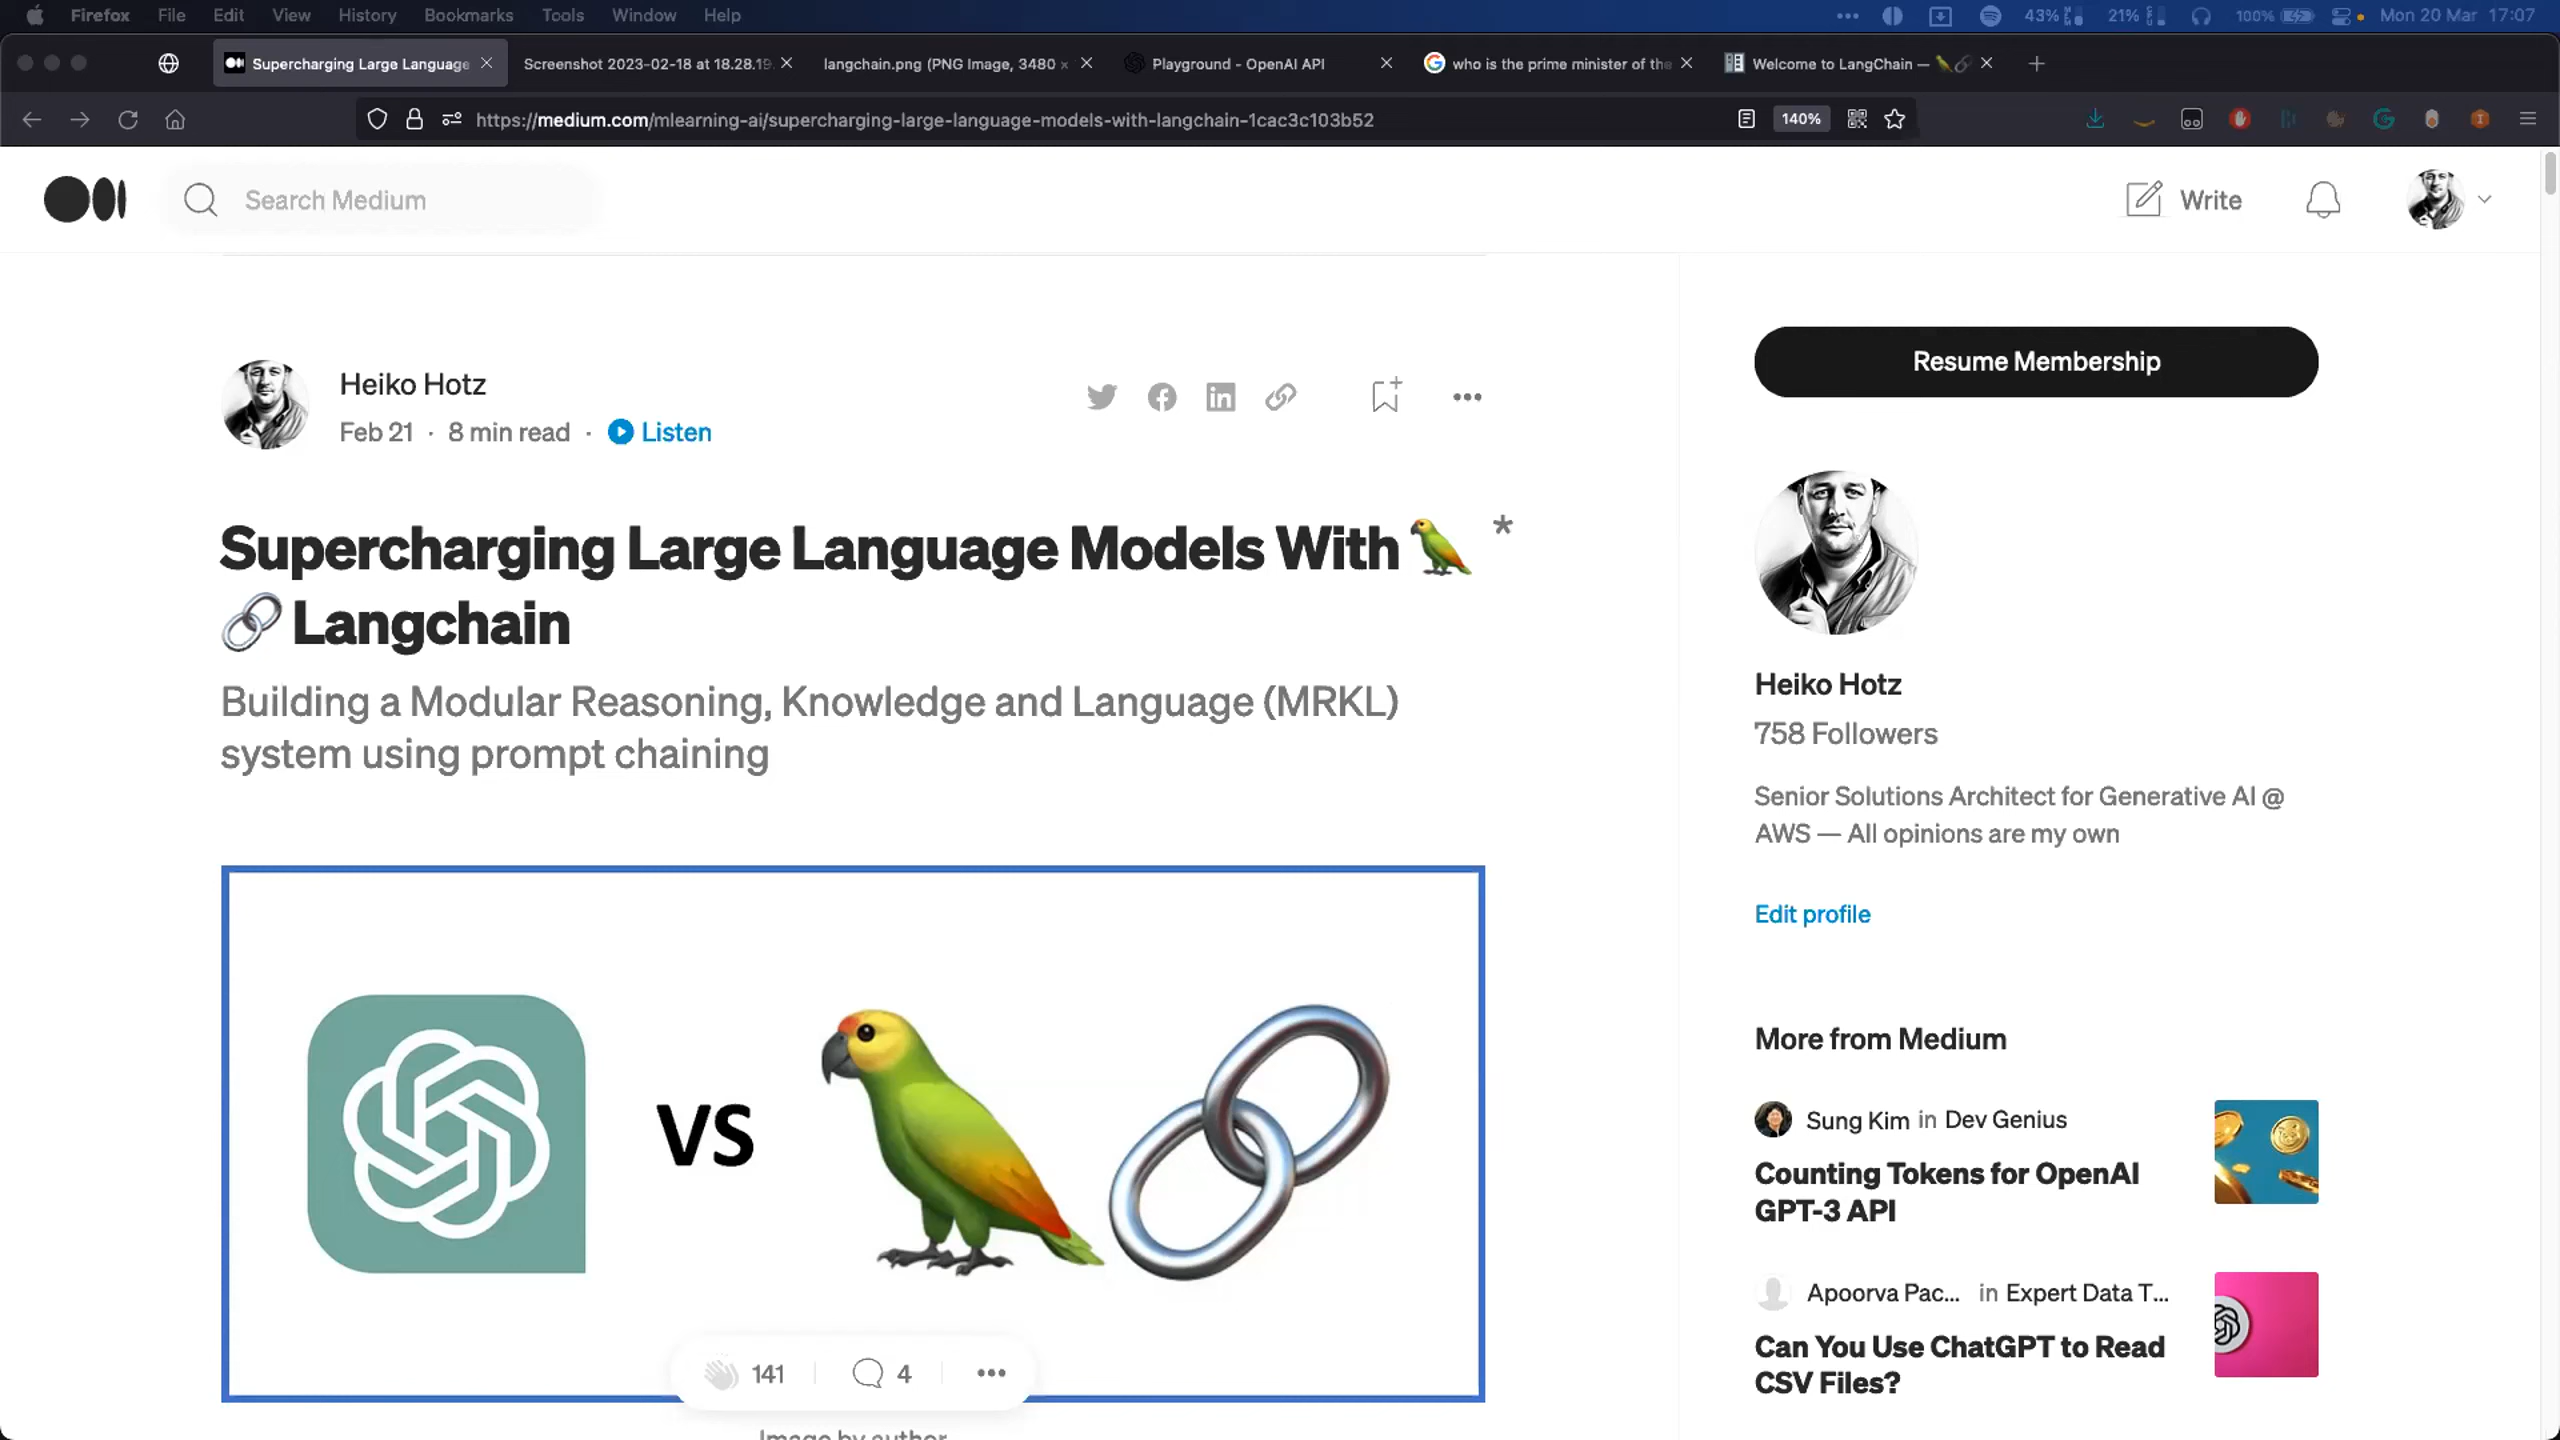 Firefox File Edit View History Bookmarks Tools Window Help
43% 21% 100% Mon 20 Mar 17:07
Supercharging Large Language
Screenshot 2023-02-18 at 18.28.19
langchain.png (PNG Image, 3480 ×
Playground - OpenAI API
who is the prime minister of the
Welcome to LangChain —
https://medium.com/mlearning-ai/supercharging-large-language-models-with-langchain-1cac3c103b52
140%
Search Medium
Write
Heiko Hotz
Feb 21 · 8 min read · Listen
Supercharging Large Language Models With 🦜 *
🔗 Langchain
Building a Modular Reasoning, Knowledge and Language (MRKL)
system using prompt chaining
VS
141 4
Image by author
Resume Membership
Heiko Hotz
758 Followers
Senior Solutions Architect for Generative AI @
AWS — All opinions are my own
Edit profile
More from Medium
Sung Kim in Dev Genius
Counting Tokens for OpenAI
GPT-3 API
Apoorva Pac... in Expert Data T...
Can You Use ChatGPT to Read
CSV Files?